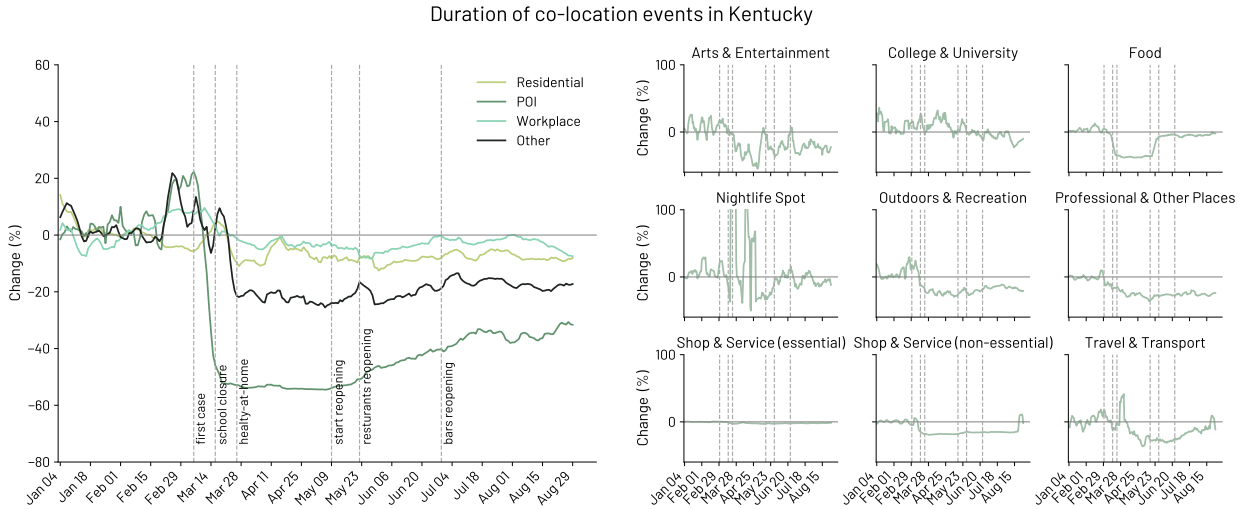 Duration of co-location events in Kentucky
Change (%)
60
40
20
0
−20
−40
−60
−80
Residential
POI
Workplace
Other
first case
school closure
healty-at-home
start reopening
resturants reopening
bars reopening
Jan 04
Jan 18
Feb 01
Feb 15
Feb 29
Mar 14
Mar 28
Apr 11
Apr 25
May 09
May 23
Jun 06
Jun 20
Jul 04
Jul 18
Aug 01
Aug 15
Aug 29
Arts & Entertainment
College & University
Food
Change (%)
100
0
Nightlife Spot
Outdoors & Recreation
Professional & Other Places
Change (%)
100
0
Shop & Service (essential)
Shop & Service (non-essential)
Travel & Transport
Change (%)
100
0
Jan 04
Feb 01
Feb 29
Mar 28
Apr 25
May 23
Jun 20
Jul 18
Aug 15
Jan 04
Feb 01
Feb 29
Mar 28
Apr 25
May 23
Jun 20
Jul 18
Aug 15
Jan 04
Feb 01
Feb 29
Mar 28
Apr 25
May 23
Jun 20
Jul 18
Aug 15